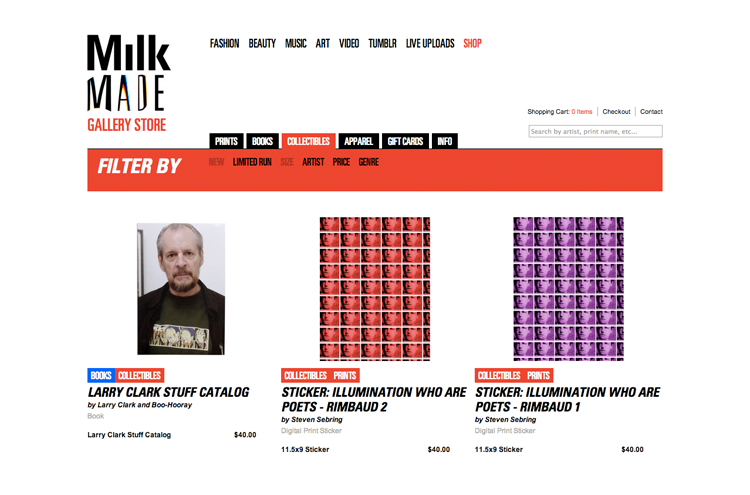 Milk
MADE
GALLERY STORE
FASHION BEAUTY MUSIC ART VIDEO TUMBLR LIVE UPLOADS SHOP
Shopping Cart: 0 Items Checkout Contact
Search by artist, print name, etc...
PRINTS BOOKS COLLECTIBLES APPAREL GIFT CARDS INFO
FILTER BY NEW LIMITED RUN SIZE ARTIST PRICE GENRE
BOOKS COLLECTIBLES
LARRY CLARK STUFF CATALOG
by Larry Clark and Boo-Hooray
Book
Larry Clark Stuff Catalog $40.00
COLLECTIBLES PRINTS
STICKER: ILLUMINATION WHO ARE
POETS - RIMBAUD 2
by Steven Sebring
Digital Print Sticker
11.5x9 Sticker $40.00
COLLECTIBLES PRINTS
STICKER: ILLUMINATION WHO ARE
POETS - RIMBAUD 1
by Steven Sebring
Digital Print Sticker
11.5x9 Sticker $40.00